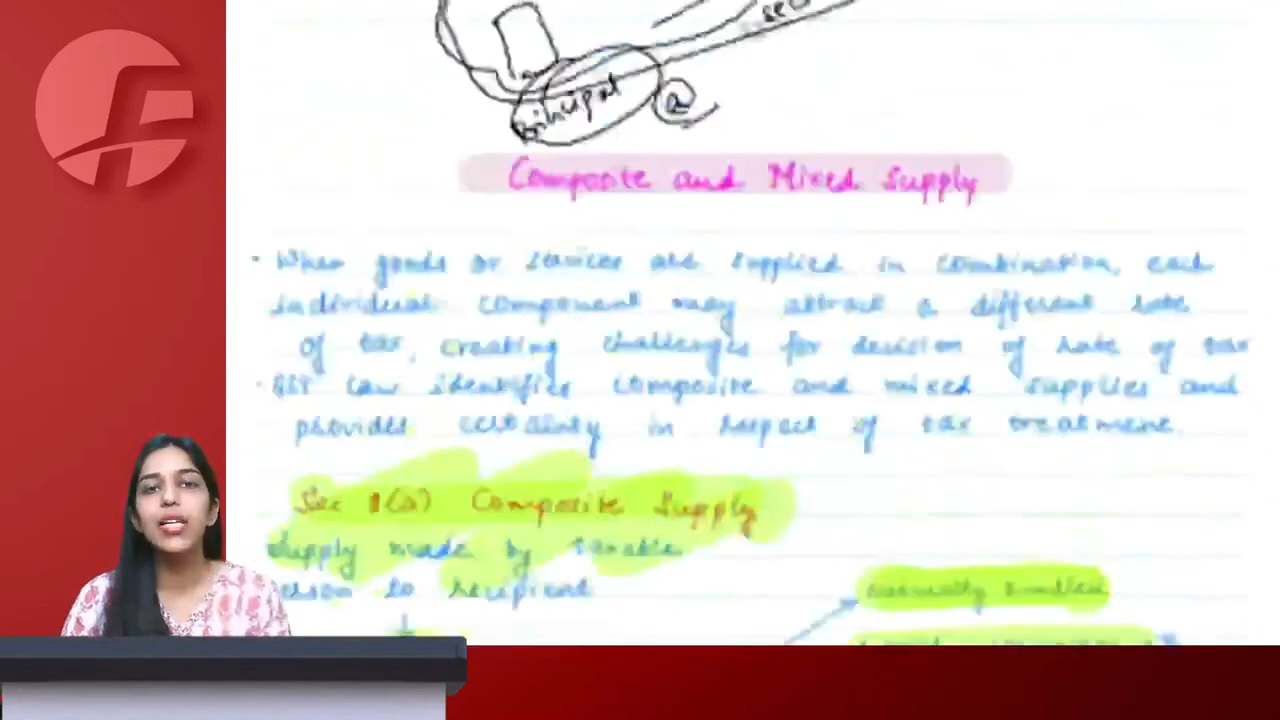 Principal
Composite and Mixed Supply
• When goods or services are supplied in combination, each
individual component may attract a different rate
of tax, creating challenges for decision of rate of tax
• GST law identifies composite and mixed supplies and
provides certainty in respect of tax treatment.
Sec 8(a) Composite Supply
Supply made by taxable
person to recipient
naturally bundled